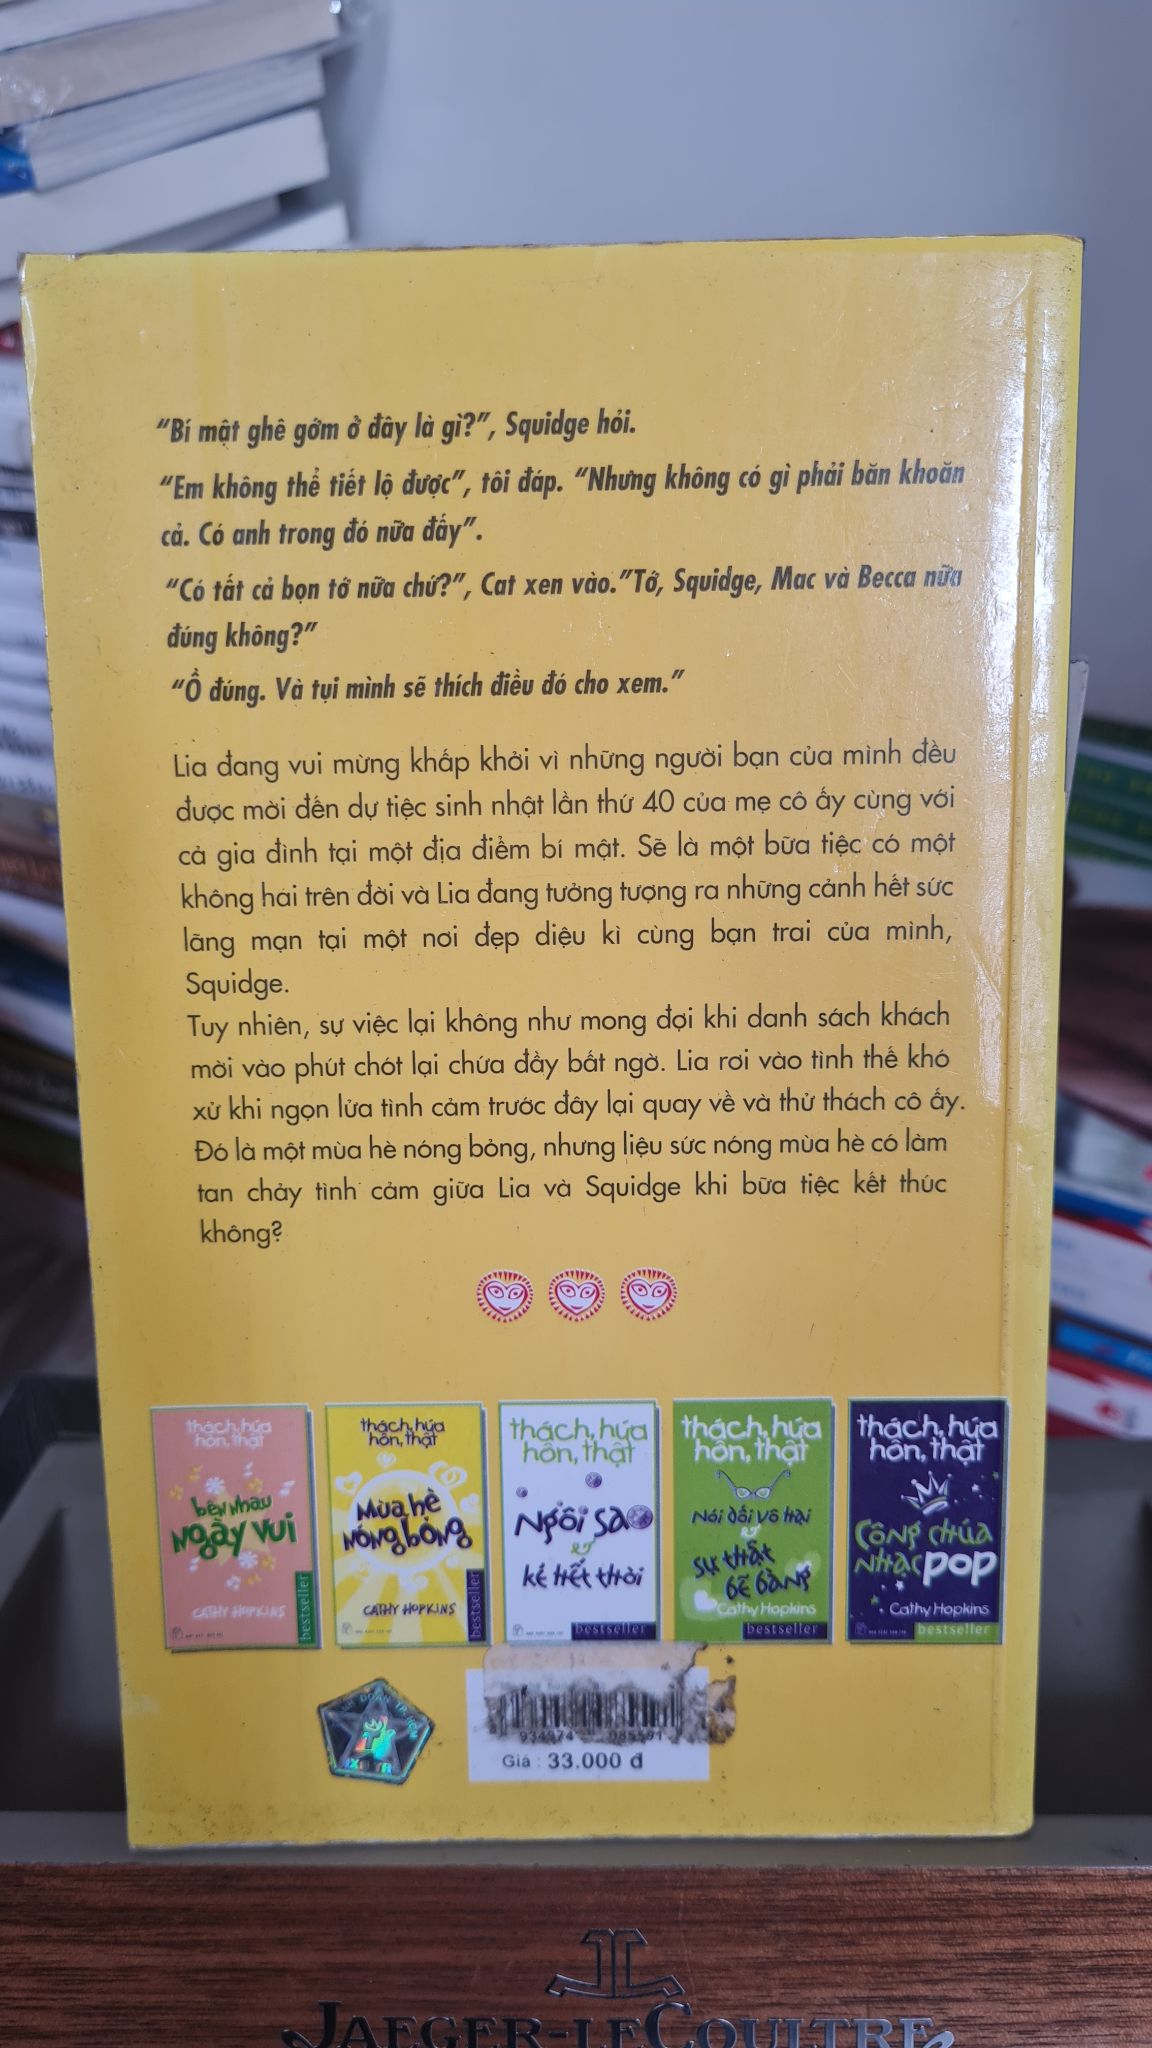 “Bí mật ghê gớm ở đây là gì?”, Squidge hỏi.
“Em không thể tiết lộ được”, tôi đáp. “Nhưng không có gì phải băn khoăn
cả. Có anh trong đó nữa đấy”.
“Có tất cả bọn tớ nữa chứ?”, Cat xen vào.”Tớ, Squidge, Mac và Becca nữa
đúng không?”
“Ồ đúng. Và tụi mình sẽ thích điều đó cho xem.”
Lia đang vui mừng khấp khởi vì những người bạn của mình đều
được mời đến dự tiệc sinh nhật lần thứ 40 của mẹ cô ấy cùng với
cả gia đình tại một địa điểm bí mật. Sẽ là một bữa tiệc có một
không hai trên đời và Lia đang tưởng tượng ra những cảnh hết sức
lãng mạn tại một nơi đẹp diệu kì cùng bạn trai của mình,
Squidge.
Tuy nhiên, sự việc lại không như mong đợi khi danh sách khách
mời vào phút chót lại chứa đầy bất ngờ. Lia rơi vào tình thế khó
xử khi ngọn lửa tình cảm trước đây lại quay về và thử thách cô ấy.
Đó là một mùa hè nóng bỏng, nhưng liệu sức nóng mùa hè có làm
tan chảy tình cảm giữa Lia và Squidge khi bữa tiệc kết thúc
không?
thách, hứa
hôn, thật
bên nhau
ngày vui
CATHY HOPKINS
bestseller
thách, hứa
hôn, thật
Mùa hè
nóng bỏng
CATHY HOPKINS
bestseller
thách, hứa
hôn, thật
Ngôi sao
&
kẻ hết thời
bestseller
thách, hứa
hôn, thật
Nói dối vô hại
&
sự thật
bẽ bàng
Cathy Hopkins
bestseller
thách, hứa
hôn, thật
Công chúa
nhạc pop
Cathy Hopkins
bestseller
Giá : 33.000 đ
JAEGER-LECOULTRE